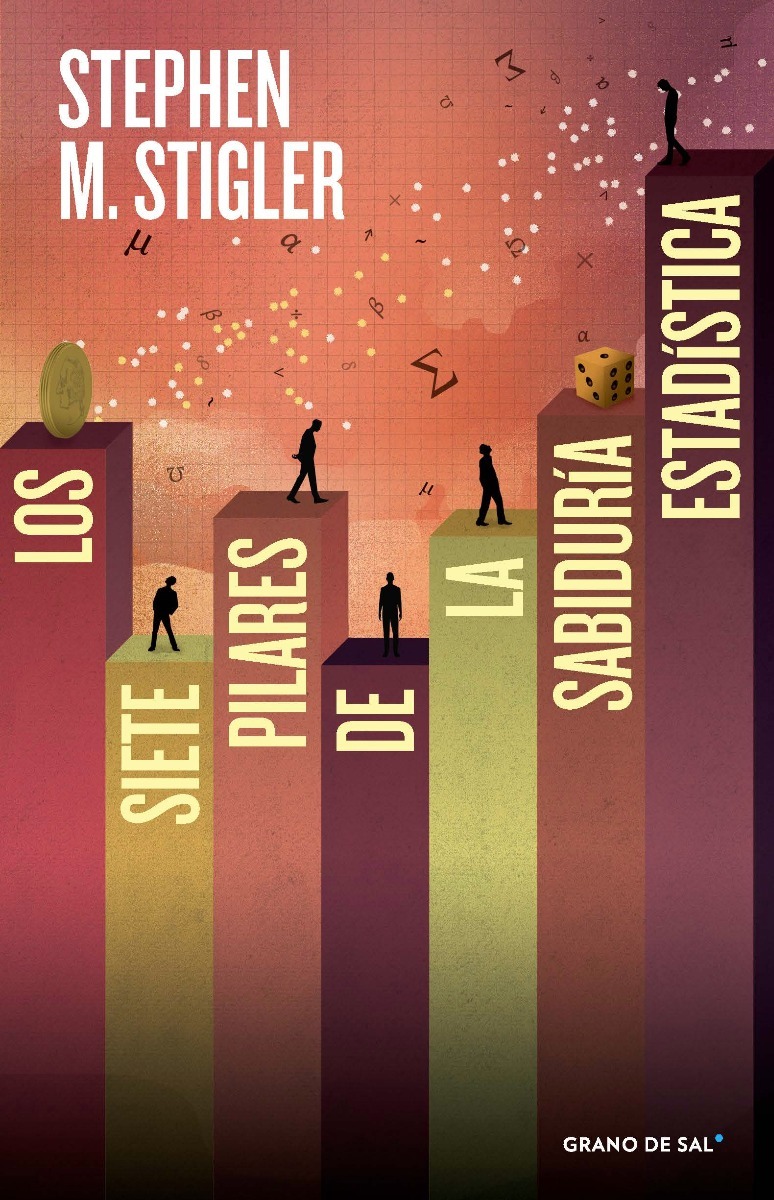 STEPHEN
M. STIGLER
LOS
SIETE
PILARES
DE
LA
SABIDURÍA
ESTADÍSTICA
GRANO DE SAL